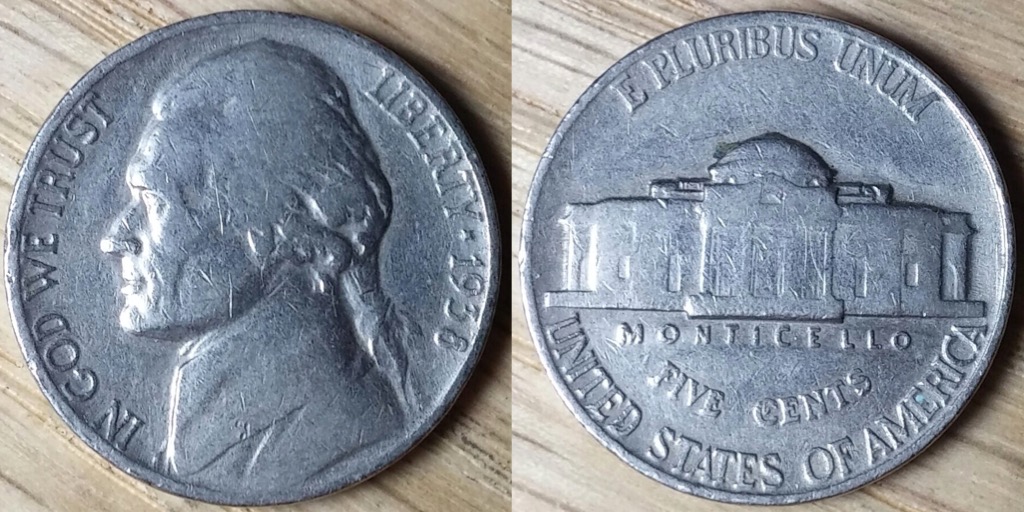 IN GOD WE TRUST
LIBERTY · 1938
E PLURIBUS UNUM
MONTICELLO
FIVE CENTS
UNITED STATES OF AMERICA